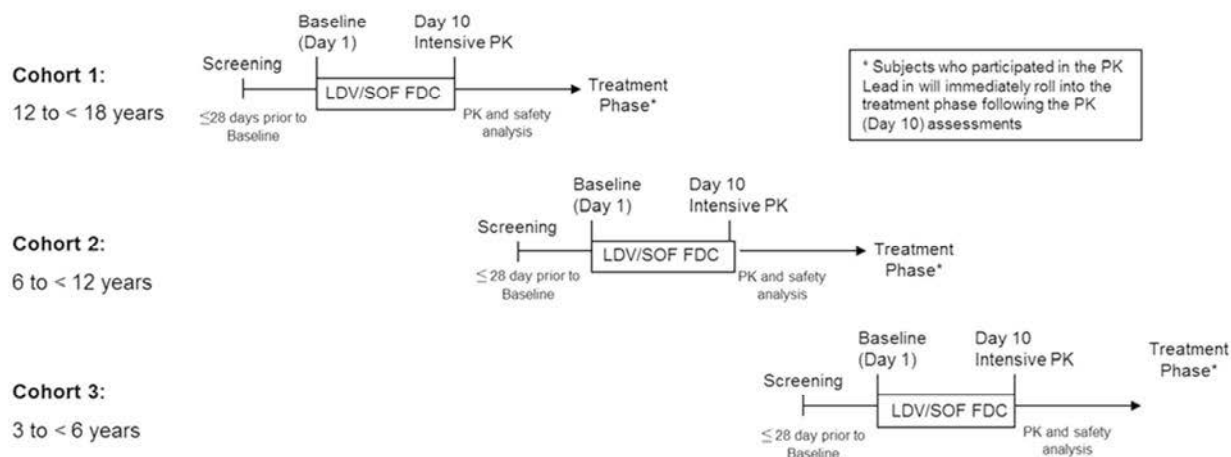 Cohort 1:
12 to < 18 years
Screening
≤28 days prior to
Baseline
Baseline
(Day 1)
LDV/SOF FDC
Day 10
Intensive PK
PK and safety
analysis
Treatment
Phase*
* Subjects who participated in the PK
Lead in will immediately roll into the
treatment phase following the PK
(Day 10) assessments
Cohort 2:
6 to < 12 years
Screening
≤ 28 day prior to
Baseline
Baseline
(Day 1)
LDV/SOF FDC
Day 10
Intensive PK
PK and safety
analysis
Treatment
Phase*
Cohort 3:
3 to < 6 years
Screening
≤ 28 day prior to
Baseline
Baseline
(Day 1)
LDV/SOF FDC
Day 10
Intensive PK
PK and safety
analysis
Treatment
Phase*